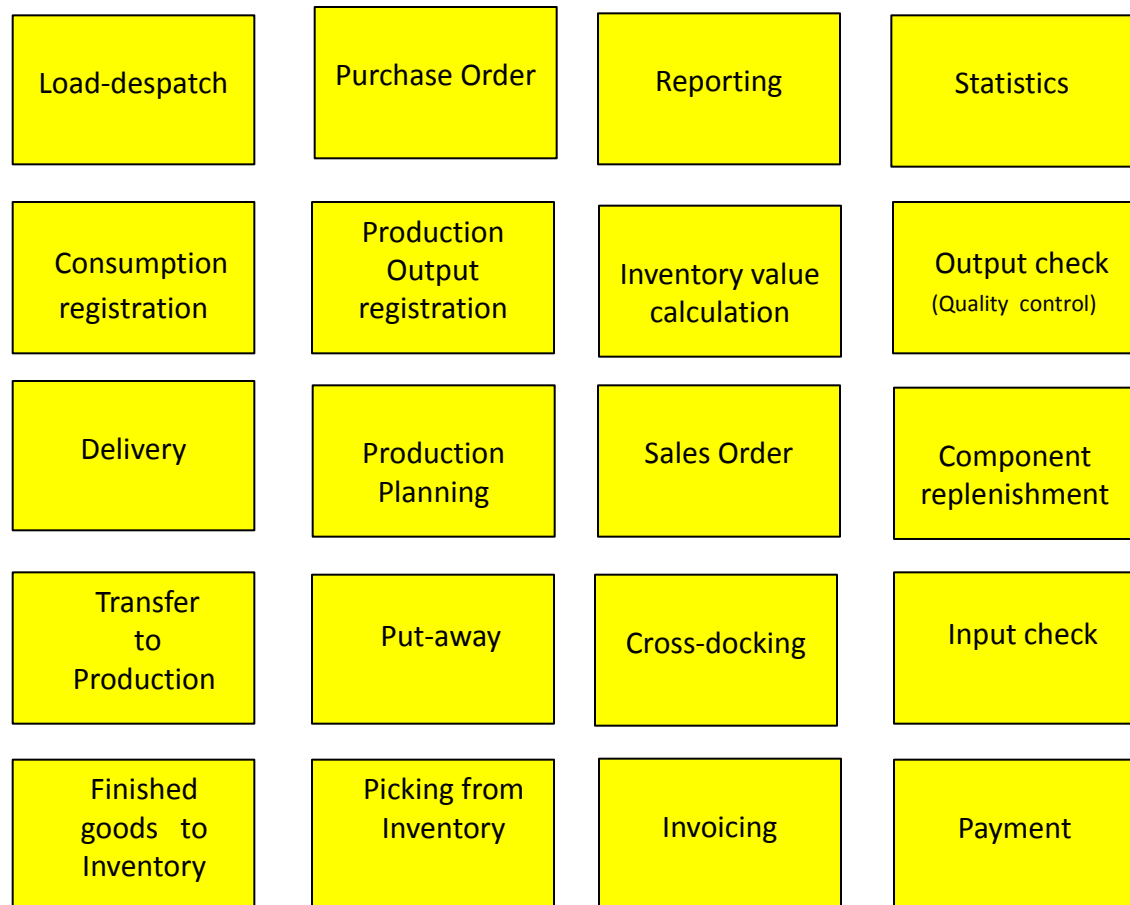 Load-despatch
Purchase Order
Reporting
Statistics
Consumption
registration
Production
Output
registration
Inventory value
calculation
Output check
(Quality control)
Delivery
Production
Planning
Sales Order
Component
replenishment
Transfer
to
Production
Put-away
Cross-docking
Input check
Finished
goods to
Inventory
Picking from
Inventory
Invoicing
Payment